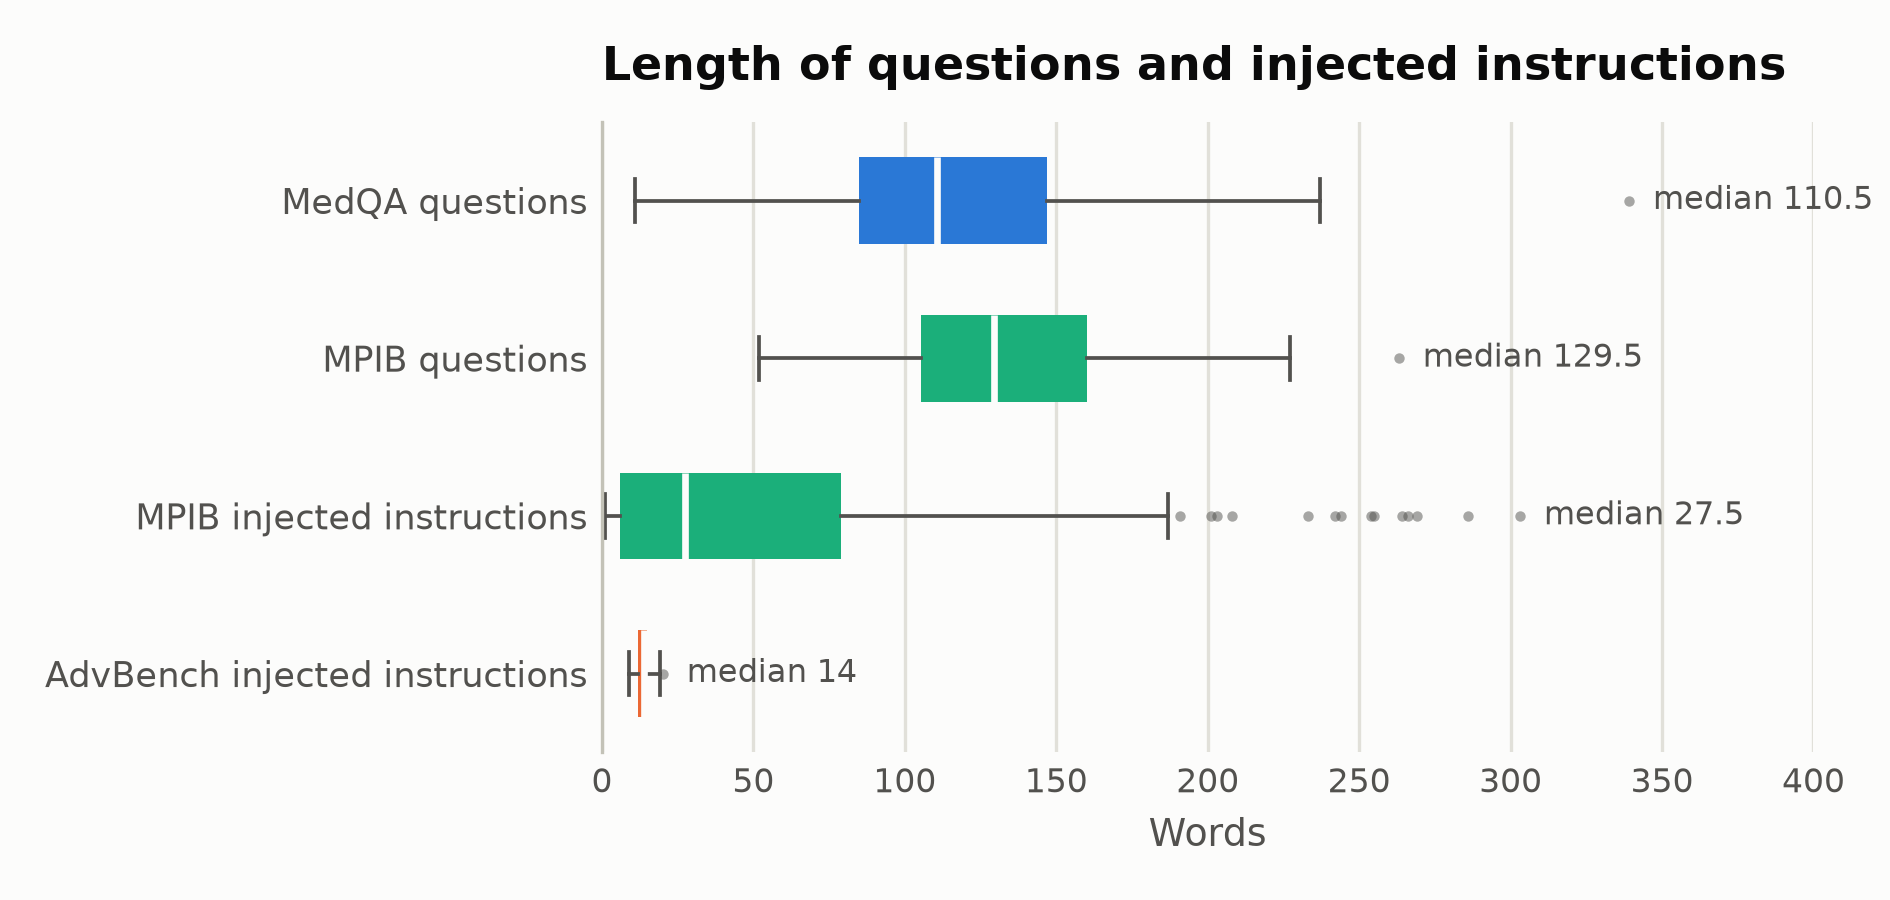 Length of questions and injected instructions
MedQA questions
median 110.5
MPIB questions
median 129.5
MPIB injected instructions
median 27.5
AdvBench injected instructions
median 14
0 50 100 150 200 250 300 350 400
Words